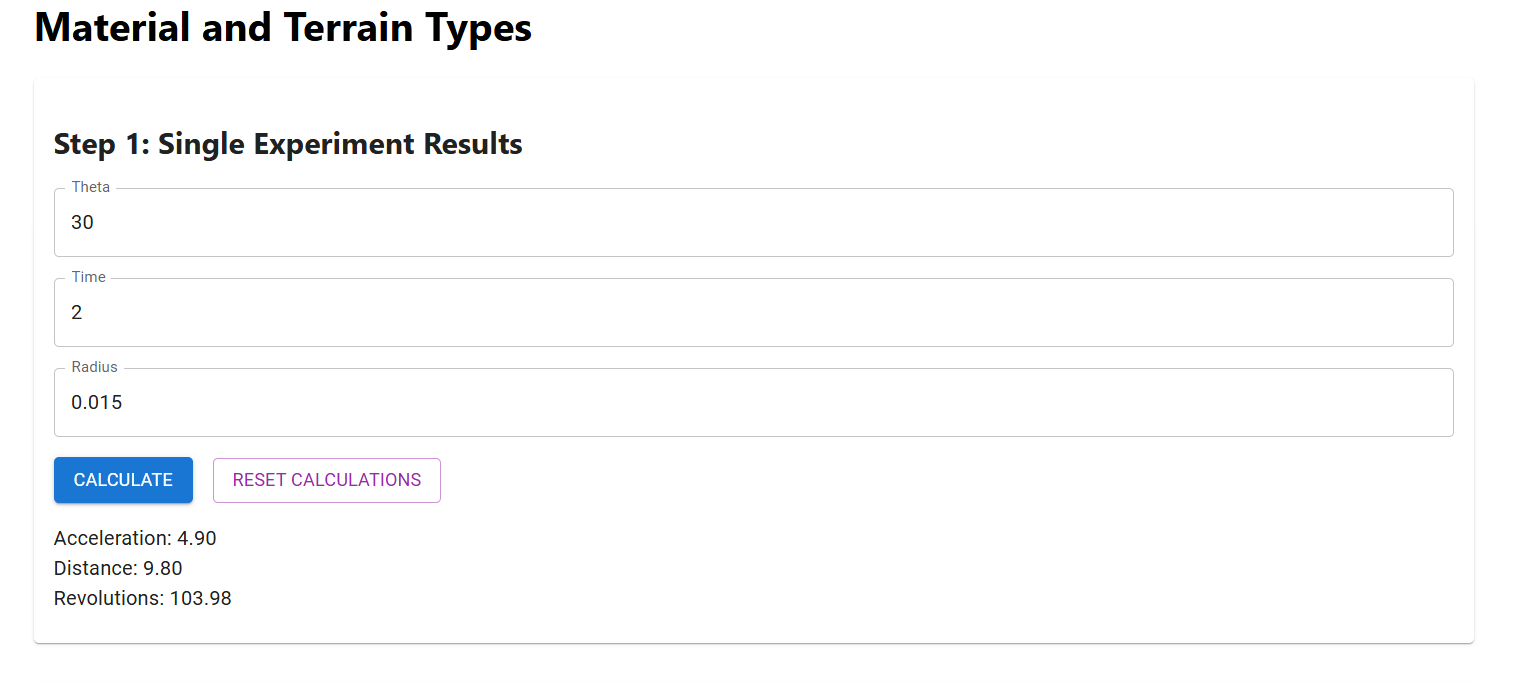 Material and Terrain Types
Step 1: Single Experiment Results
Theta
30
Time
2
Radius
0.015
CALCULATE
RESET CALCULATIONS
Acceleration: 4.90
Distance: 9.80
Revolutions: 103.98